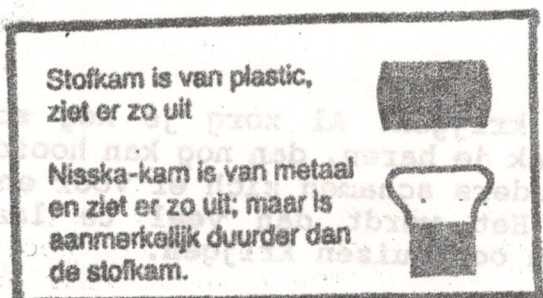 Stofkam is van plastic,
ziet er zo uit
Nisska-kam is van metaal
en ziet er zo uit; maar is
aanmerkelijk duurder dan
de stofkam.